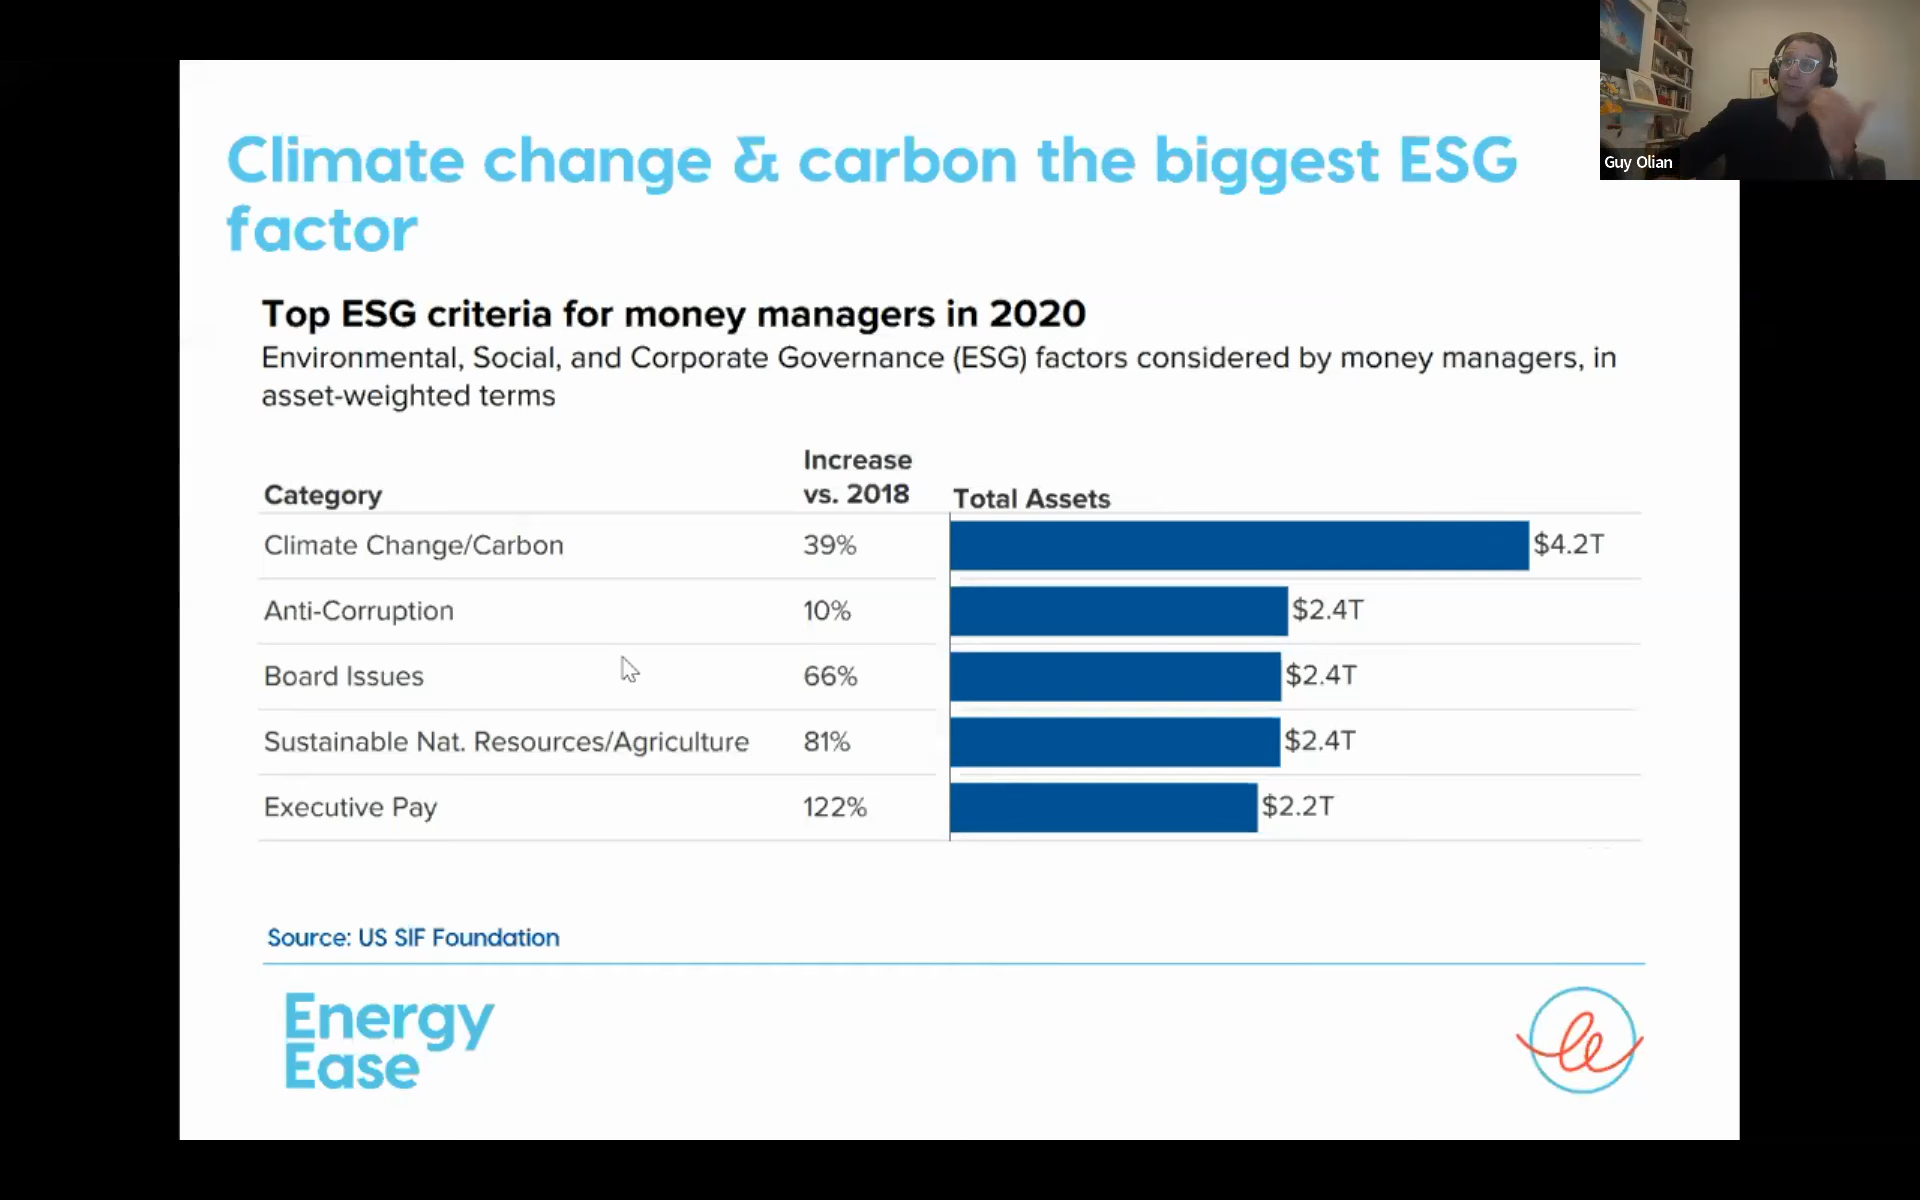 Guy Olian
Climate change & carbon the biggest ESG
factor
Top ESG criteria for money managers in 2020
Environmental, Social, and Corporate Governance (ESG) factors considered by money managers, in
asset-weighted terms
Category Increase vs. 2018 Total Assets
Climate Change/Carbon 39% $4.2T
Anti-Corruption 10% $2.4T
Board Issues 66% $2.4T
Sustainable Nat. Resources/Agriculture 81% $2.4T
Executive Pay 122% $2.2T
Source: US SIF Foundation
Energy
Ease